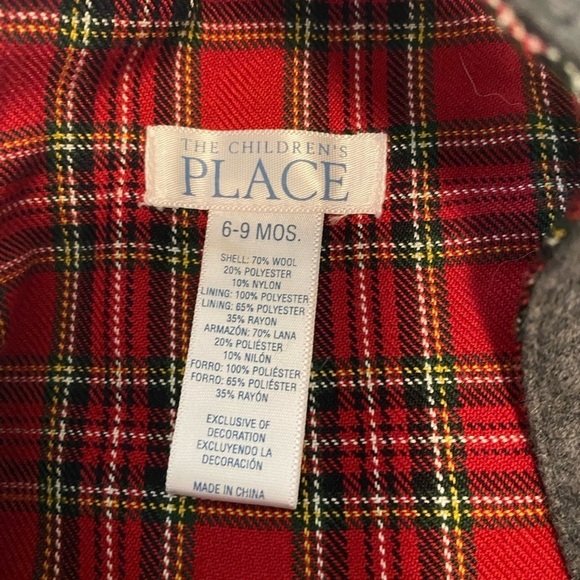 THE CHILDREN'S
PLACE
6-9 MOS.
SHELL: 70% WOOL
20% POLYESTER
10% NYLON
LINING: 100% POLYESTER
LINING: 65% POLYESTER
35% RAYON
ARMAZÓN: 70% LANA
20% POLIÉSTER
10% NILÓN
FORRO: 100% POLIÉSTER
FORRO: 65% POLIÉSTER
35% RAYÓN
EXCLUSIVE OF
DECORATION
EXCLUYENDO LA
DECORACIÓN
MADE IN CHINA